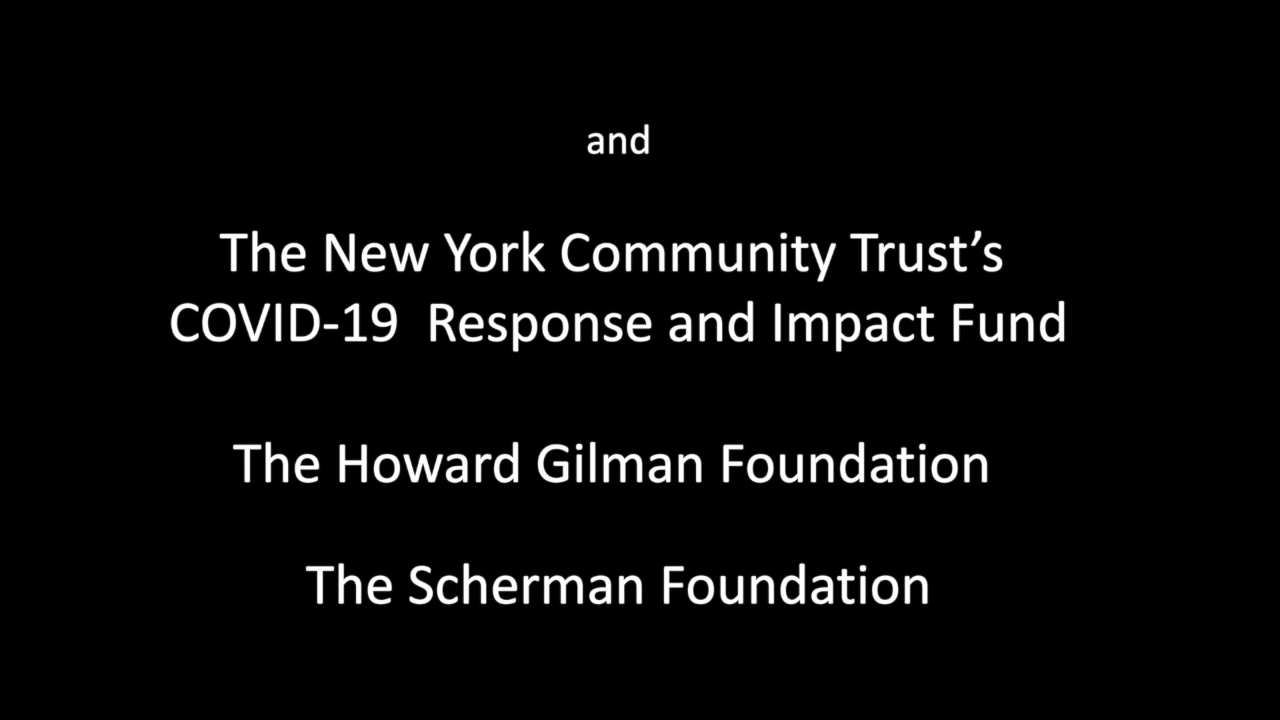 and
The New York Community Trust’s
COVID-19  Response and Impact Fund
The Howard Gilman Foundation
The Scherman Foundation